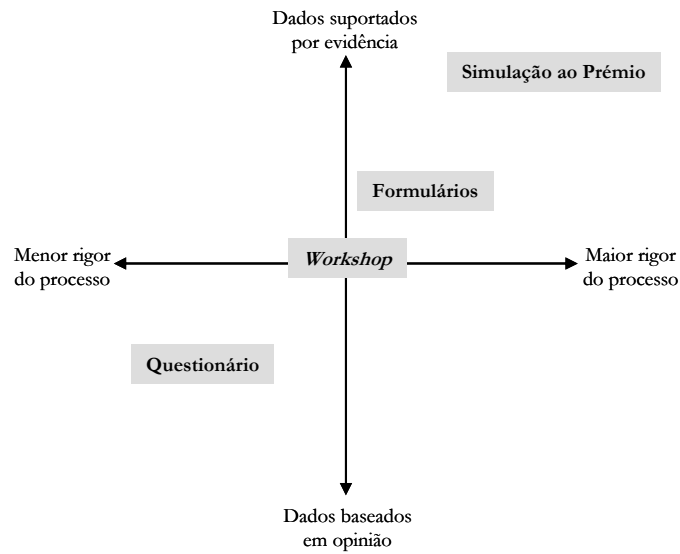 Dados suportados
por evidência
Simulação ao Prémio
Formulários
Menor rigor
do processo
Workshop
Maior rigor
do processo
Questionário
Dados baseados
em opinião